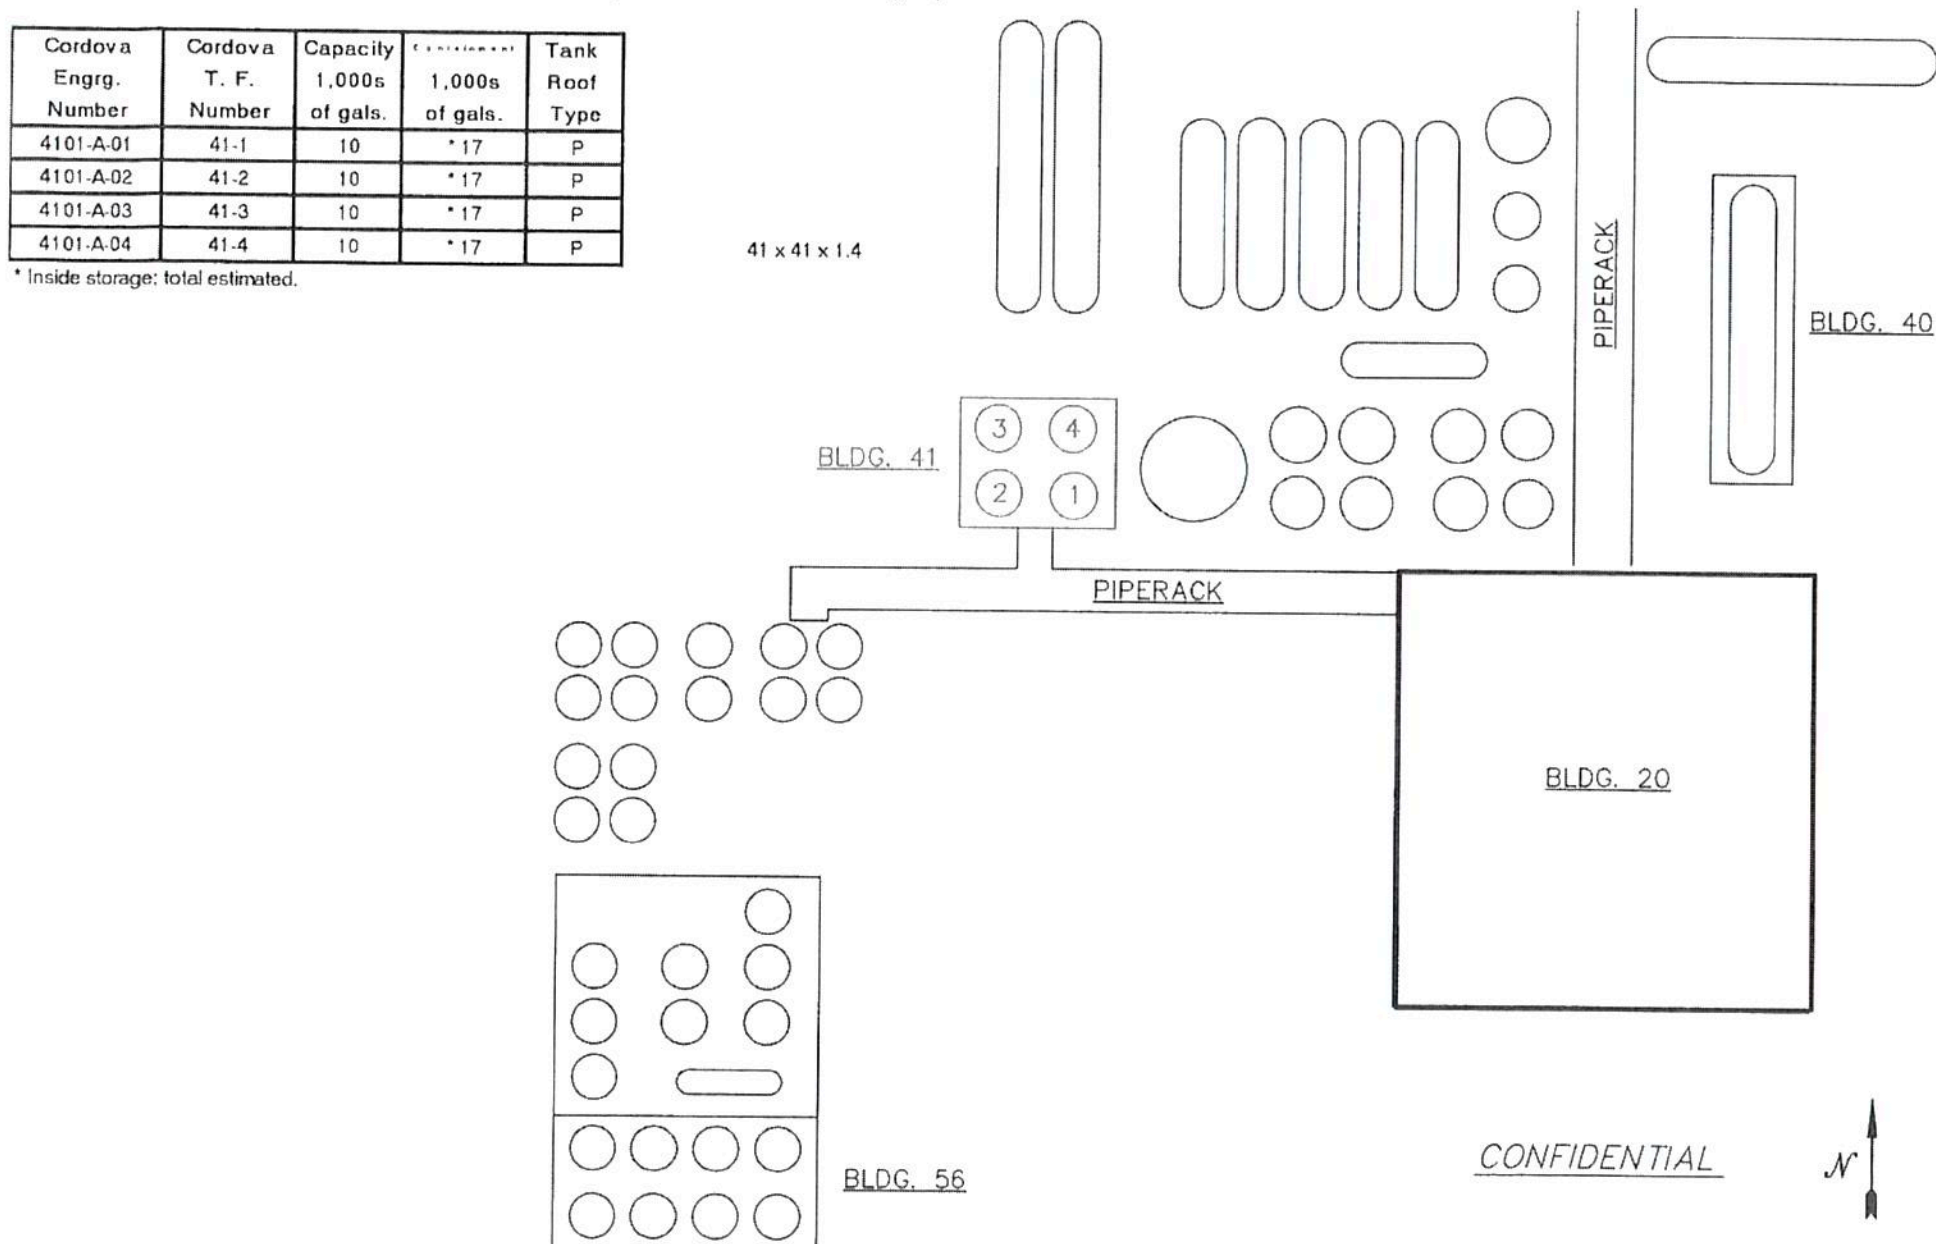 Cordova Cordova Capacity Containment Tank
Engrg. T. F. 1,000s 1,000s Roof
Number Number of gals. of gals. Type
4101-A-01 41-1 10 * 17 P
4101-A-02 41-2 10 * 17 P
4101-A-03 41-3 10 * 17 P
4101-A-04 41-4 10 * 17 P
* Inside storage; total estimated.
41 x 41 x 1.4
PIPERACK
BLDG. 40
3 4
BLDG. 41
2 1
PIPERACK
BLDG. 20
BLDG. 56
CONFIDENTIAL
N